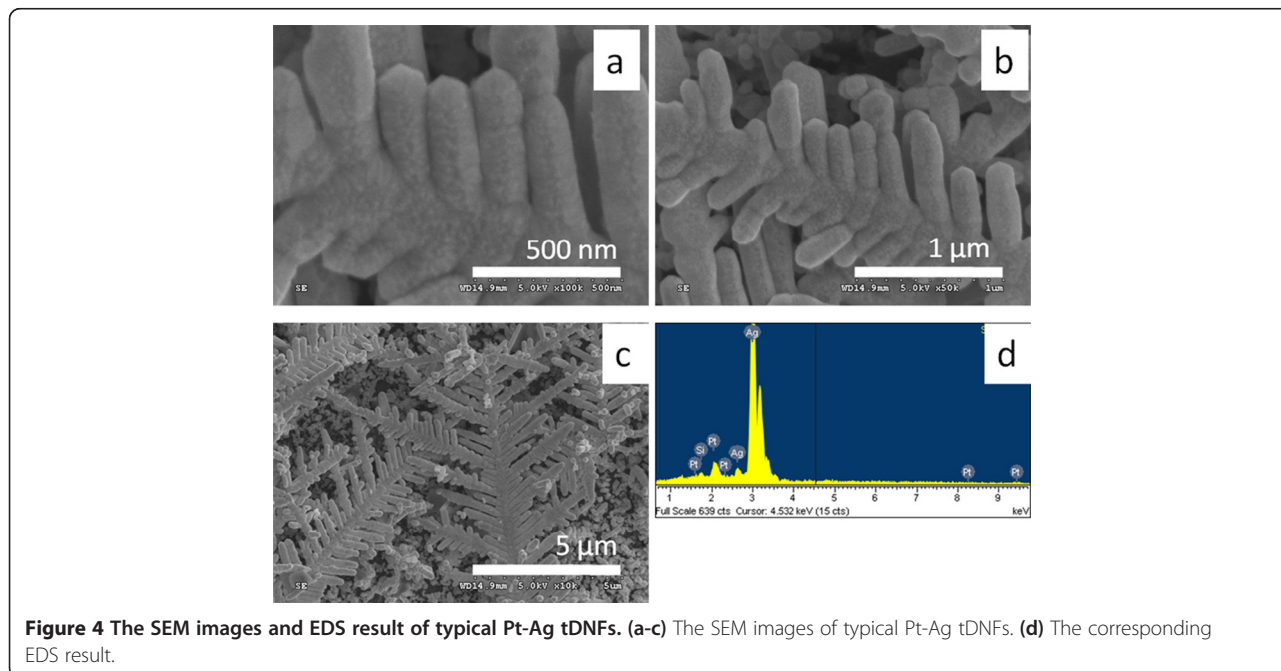 a
500 nm
SE
WD14.9mm 5.0kV x100k 500nm
b
1 µm
SE
WD14.9mm 5.0kV x50k 1um
c
5 µm
SE
WD14.9mm 5.0kV x10k 5um
d
Ag
Pt
Si
Ag
Pt
Pt
Pt
Pt
1 2 3 4 5 6 7 8 9
Full Scale 639 cts Cursor: 4.532 keV (15 cts) keV
Figure 4 The SEM images and EDS result of typical Pt-Ag tDNFs. (a-c) The SEM images of typical Pt-Ag tDNFs. (d) The corresponding
EDS result.